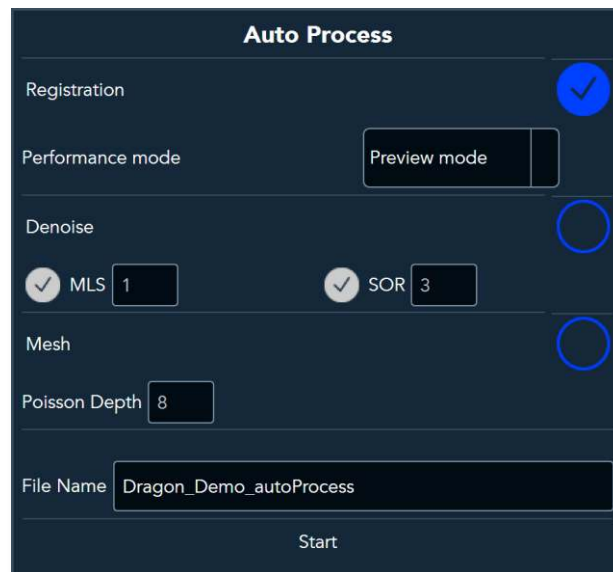 Auto Process
Registration
Performance mode Preview mode
Denoise
MLS 1 SOR 3
Mesh
Poisson Depth 8
File Name Dragon_Demo_autoProcess
Start